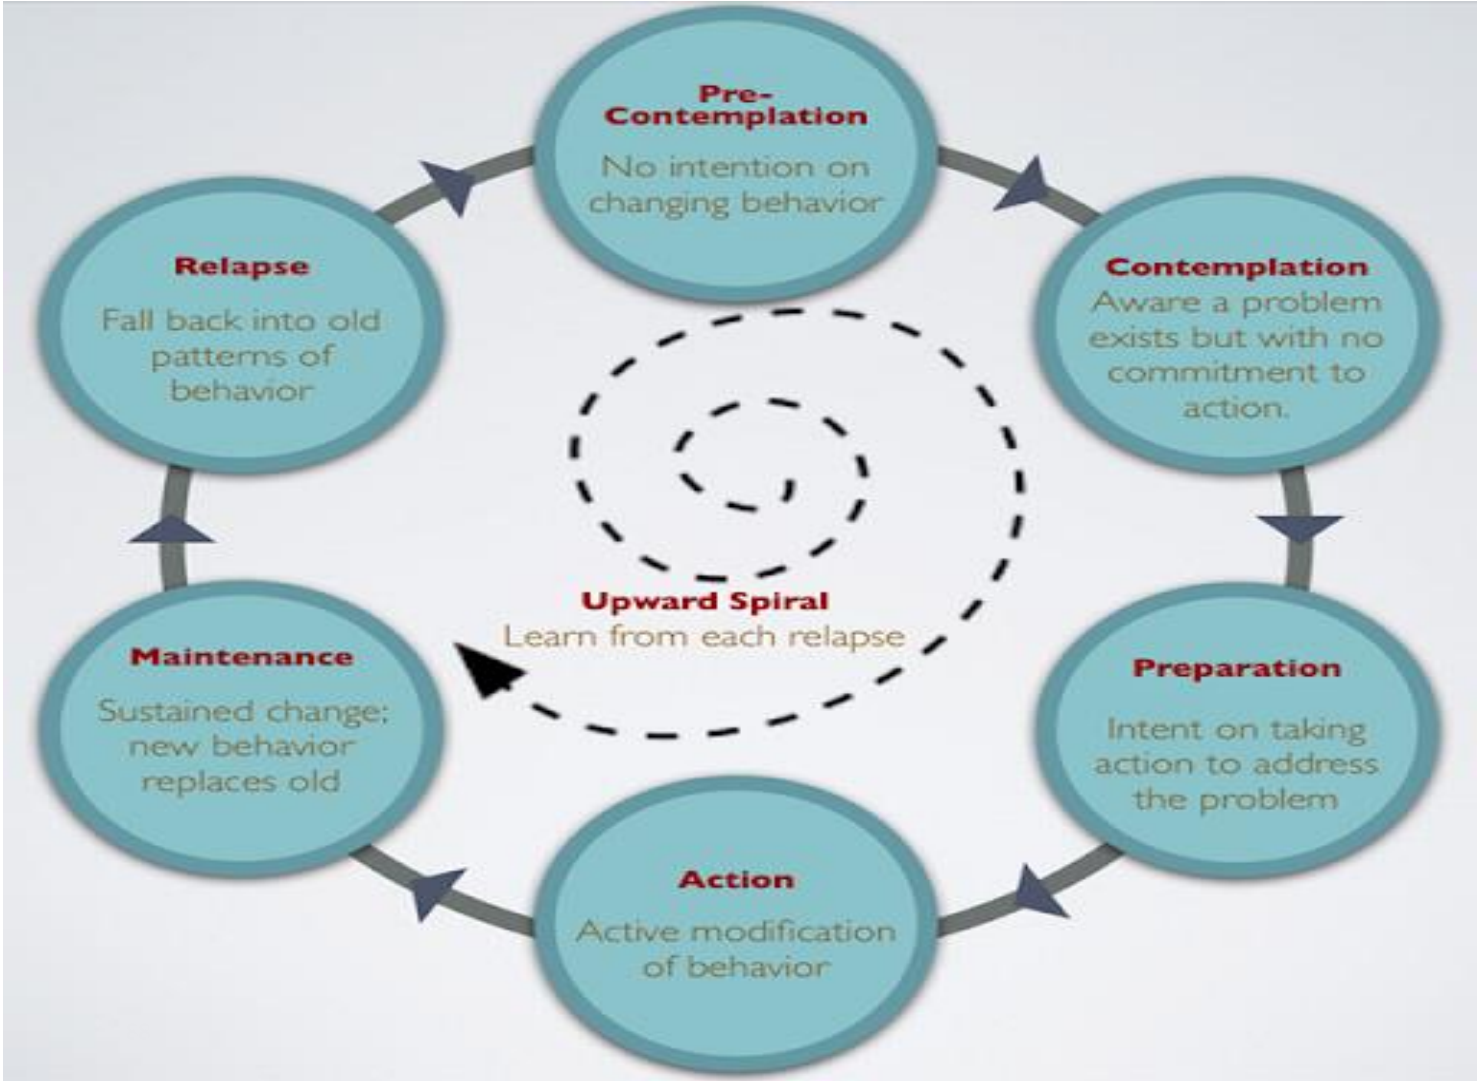 Pre-
Contemplation
No intention on
changing behavior
Contemplation
Aware a problem
exists but with no
commitment to
action.
Preparation
Intent on taking
action to address
the problem
Action
Active modification
of behavior
Maintenance
Sustained change;
new behavior
replaces old
Relapse
Fall back into old
patterns of
behavior
Upward Spiral
Learn from each relapse